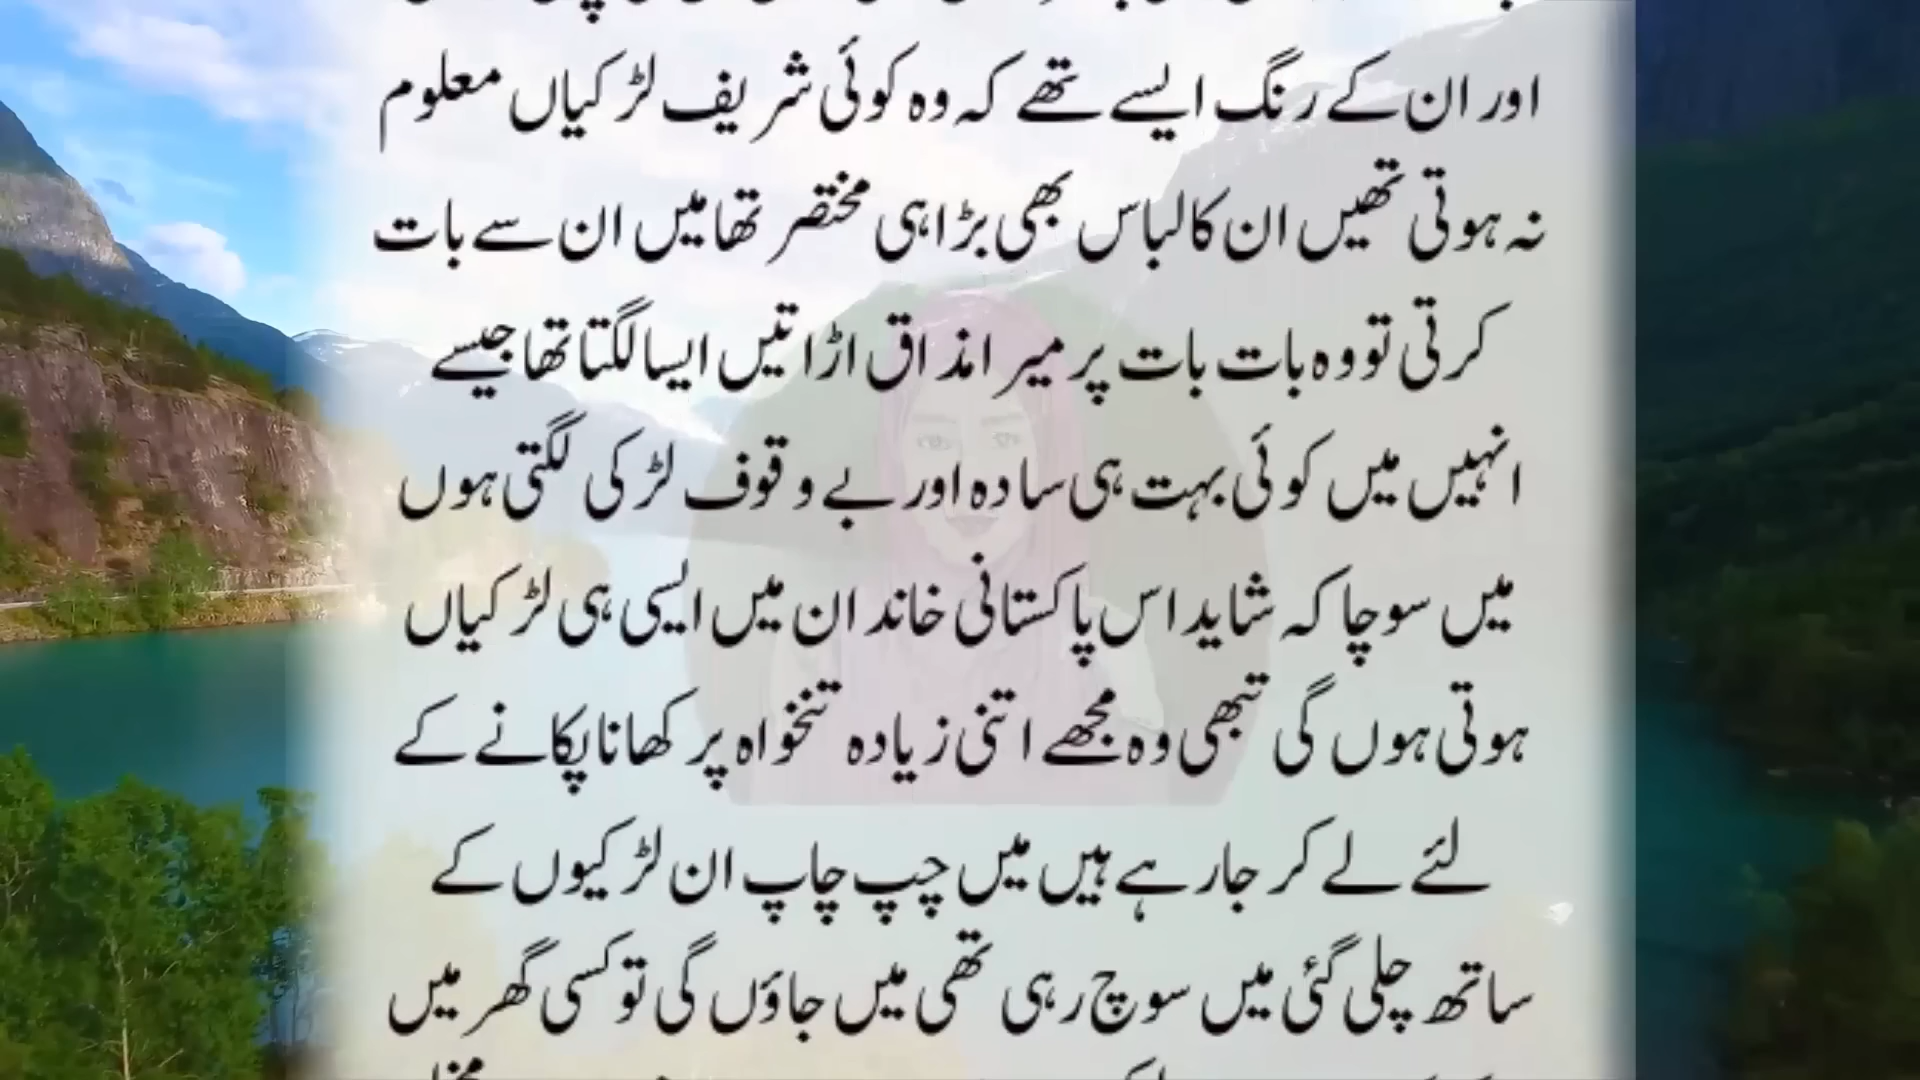 اور ان کے رنگ ایسے تھے کہ وہ کوئی شریف لڑکیاں معلوم
نہ ہوتی تھیں ان کا لباس بھی بڑا ہی مختصر تھا میں ان سے بات
کرتی تو وہ بات بات پر میرا مذاق اڑاتیں ایسا لگتا تھا جیسے
انہیں میں کوئی بہت ہی سادہ اور بے وقوف لڑکی لگتی ہوں
میں سوچا کہ شاید اس پاکستانی خاندان میں ایسی ہی لڑکیاں
ہوتی ہوں گی تبھی وہ مجھے اتنی زیادہ تنخواہ پر کھانا پکانے کے
لئے لے کر جا رہے ہیں میں چپ چاپ ان لڑکیوں کے
ساتھ چلی گئی میں سوچ رہی تھی میں جاؤں گی تو کسی گھر میں